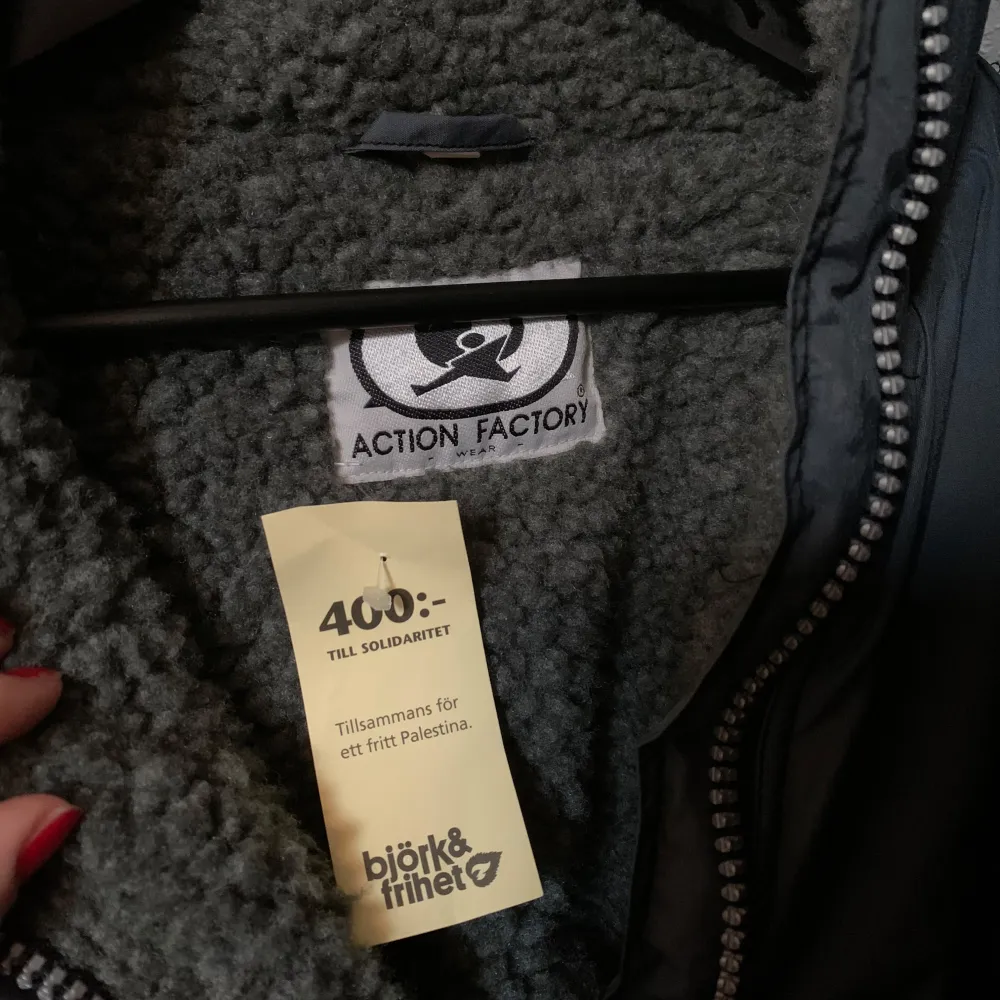 ACTION FACTORY
- WEAR -
®
400:-
TILL SOLIDARITET
Tillsammans för
ett fritt Palestina.
björk&
frihet